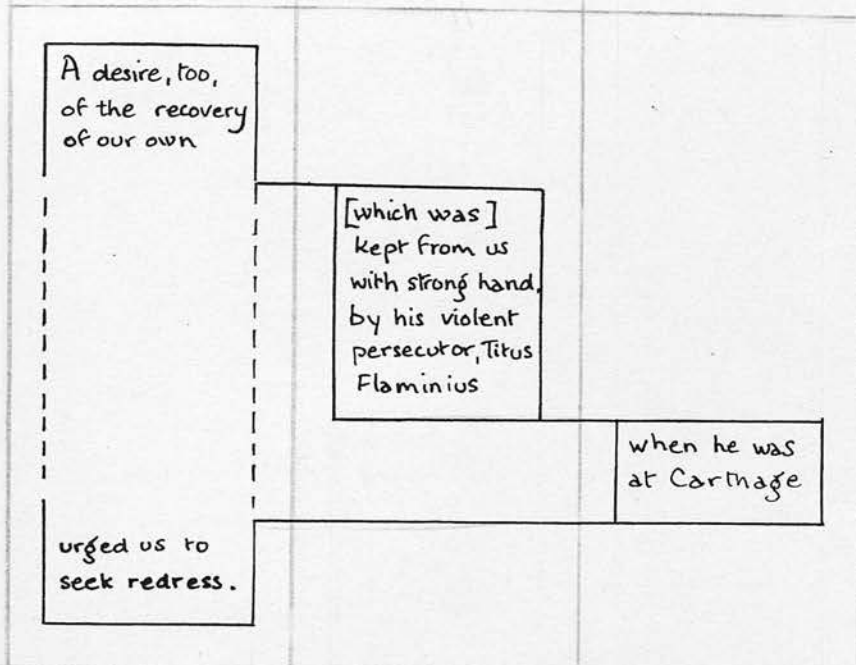 A desire, too,
of the recovery
of our own
[which was]
kept from us
with strong hand,
by his violent
persecutor, Titus
Flaminius
when he was
at Carthage
urged us to
seek redress.